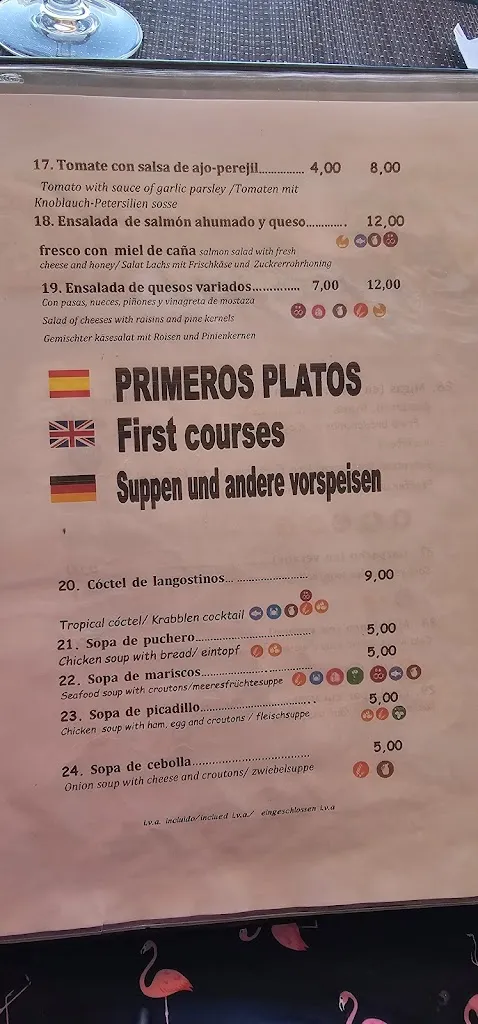 17. Tomate con salsa de ajo-perejil.............. 4,00 8,00
Tomato with sauce of garlic parsley /Tomaten mit
Knoblauch-Petersilien sosse
18. Ensalada de salmón ahumado y queso............. 12,00
fresco con miel de caña salmon salad with fresh
cheese and honey/ Salat Lachs mit Frischkäse und Zuckerrohrhoning
19. Ensalada de quesos variados............... 7,00 12,00
Con pasas, nueces, piñones y vinagreta de mostaza
Salad of cheeses with raisins and pine kernels
Gemischter käsesalat mit Roisen und Pinienkernen
PRIMEROS PLATOS
First courses
Suppen und andere vorspeisen
20. Cóctel de langostinos........................ 9,00
Tropical cóctel/ Krabblen cocktail
21. Sopa de puchero............................. 5,00
Chicken soup with bread/ eintopf 5,00
22. Sopa de mariscos............................
Seafood soup with croutons/meeresfrüchtesuppe
23. Sopa de picadillo........................... 5,00
Chicken soup with ham, egg and croutons / fleischsuppe
5,00
24. Sopa de cebolla.............................
Onion soup with cheese and croutons/ zwiebelsuppe
i.v.a. incluido/inclued i.v.a./ eingeschlossen i.v.a